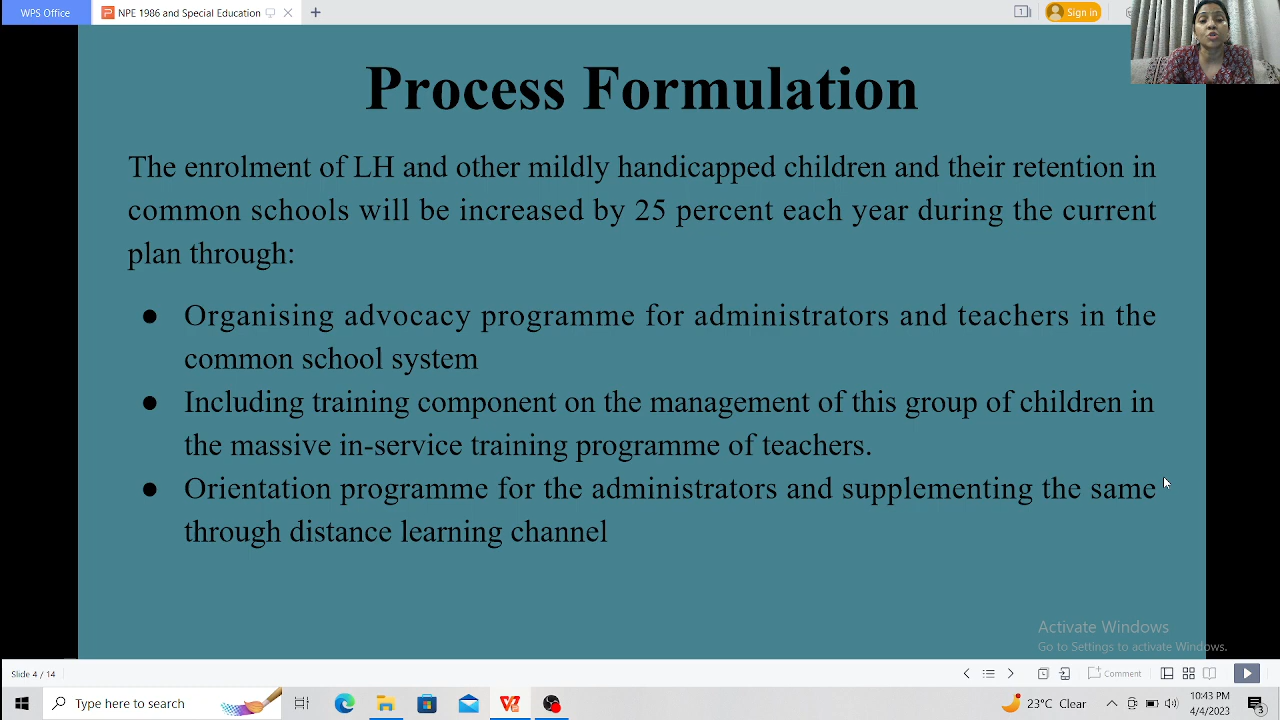 WPS Office
NPE 1986 and Special Education
Sign in
Process Formulation
The enrolment of LH and other mildly handicapped children and their retention in
common schools will be increased by 25 percent each year during the current
plan through:
● Organising advocacy programme for administrators and teachers in the
common school system
● Including training component on the management of this group of children in
the massive in-service training programme of teachers.
● Orientation programme for the administrators and supplementing the same
through distance learning channel
Activate Windows
Go to Settings to activate Windows.
Slide 4 / 14
Comment
Type here to search
23°C Clear
10:43 PM
4/4/2023